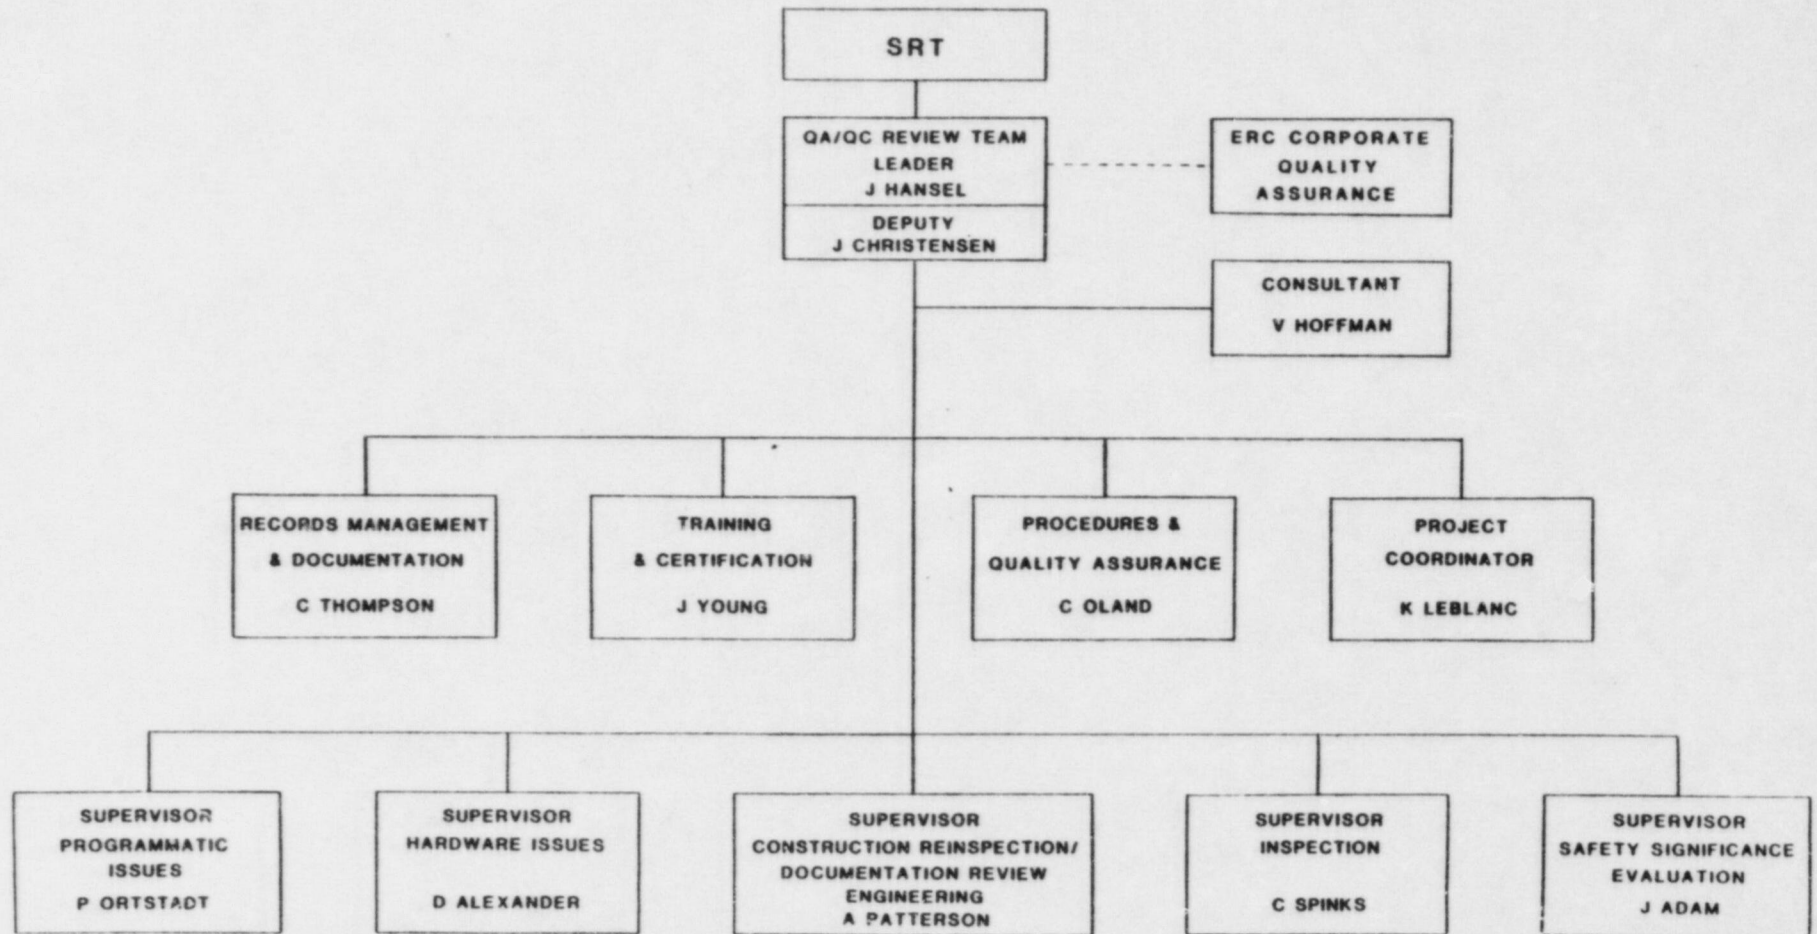 SRT
QA/QC REVIEW TEAM
LEADER
J HANSEL
DEPUTY
J CHRISTENSEN
ERC CORPORATE
QUALITY
ASSURANCE
CONSULTANT
V HOFFMAN
RECORDS MANAGEMENT
& DOCUMENTATION
C THOMPSON
TRAINING
& CERTIFICATION
J YOUNG
PROCEDURES &
QUALITY ASSURANCE
C OLAND
PROJECT
COORDINATOR
K LEBLANC
SUPERVISOR
PROGRAMMATIC
ISSUES
P ORTSTADT
SUPERVISOR
HARDWARE ISSUES
D ALEXANDER
SUPERVISOR
CONSTRUCTION REINSPECTION/
DOCUMENTATION REVIEW
ENGINEERING
A PATTERSON
SUPERVISOR
INSPECTION
C SPINKS
SUPERVISOR
SAFETY SIGNIFICANCE
EVALUATION
J ADAM